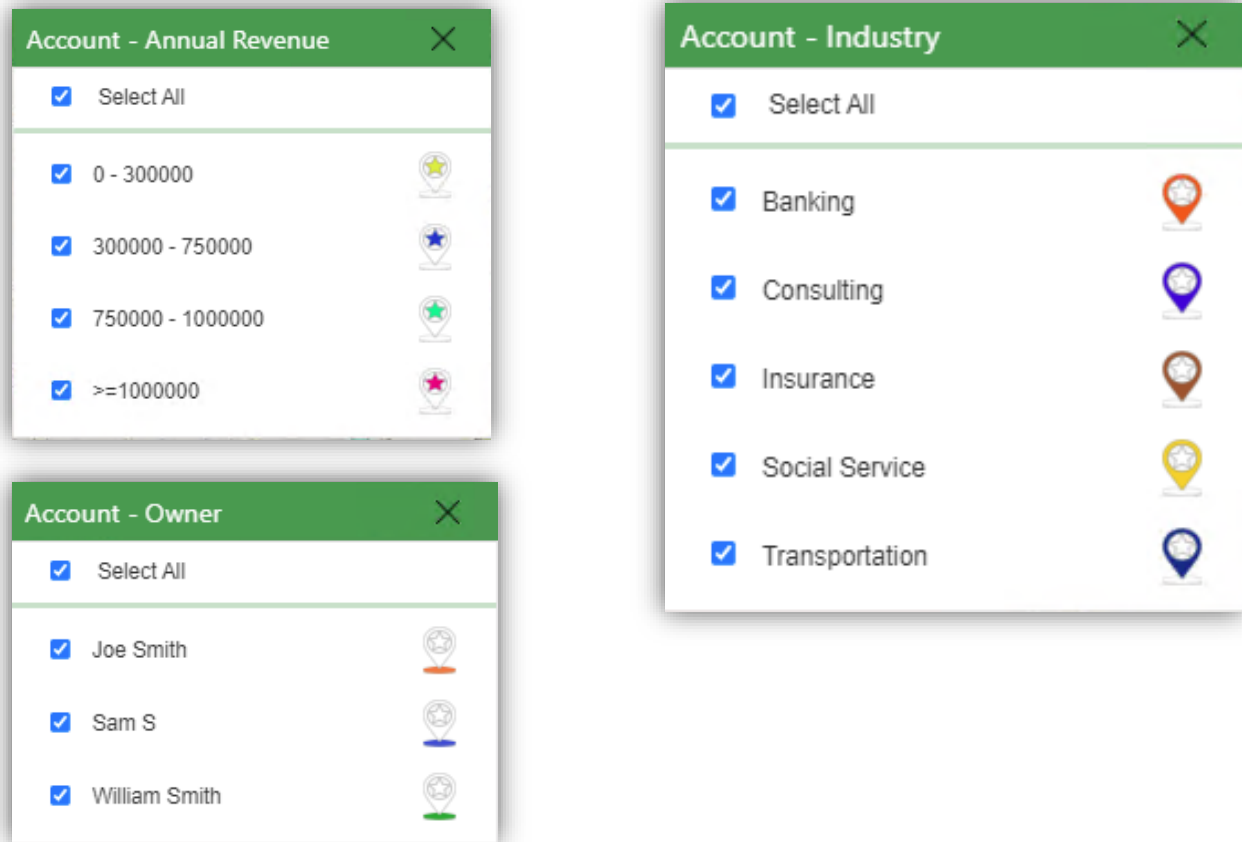 Account - Annual Revenue
Select All
0 - 300000
300000 - 750000
750000 - 1000000
>=1000000
Account - Owner
Select All
Joe Smith
Sam S
William Smith
Account - Industry
Select All
Banking
Consulting
Insurance
Social Service
Transportation